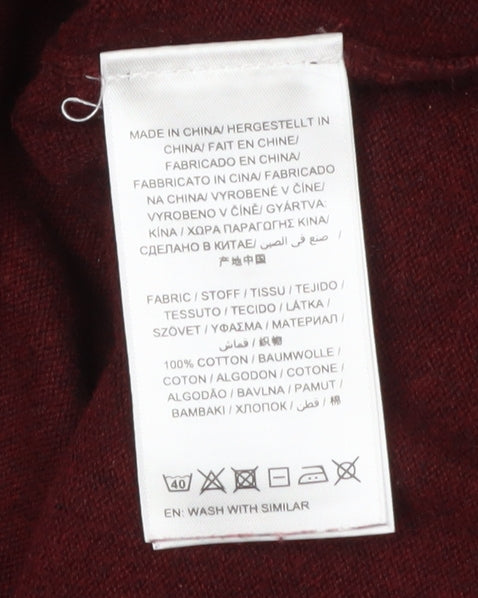 MADE IN CHINA/ HERGESTELLT IN
CHINA/ FAIT EN CHINE/
FABRICADO EN CHINA/
FABBRICATO IN CINA/ FABRICADO
NA CHINA/ VYROBENÉ V ČÍNE/
VYROBENO V ČÍNĚ/ GYÁRTVA:
KÍNA / ΧΩΡΑ ΠΑΡΑΓΩΓΗΣ ΚΙΝΑ/
СДЕЛАНО В КИТАЕ/ صنع في الصين /
产地中国
FABRIC / STOFF / TISSU / TEJIDO /
TESSUTO / TECIDO / LÁTKA /
SZÖVET / ΥΦΑΣΜΑ / МАТЕРИАЛ /
قماش / 织物
100% COTTON / BAUMWOLLE /
COTON / ALGODON / COTONE /
ALGODÃO / BAVLNA / PAMUT /
ΒΑΜΒΑΚΙ / ХЛОПОК / قطن / 棉
40
EN: WASH WITH SIMILAR